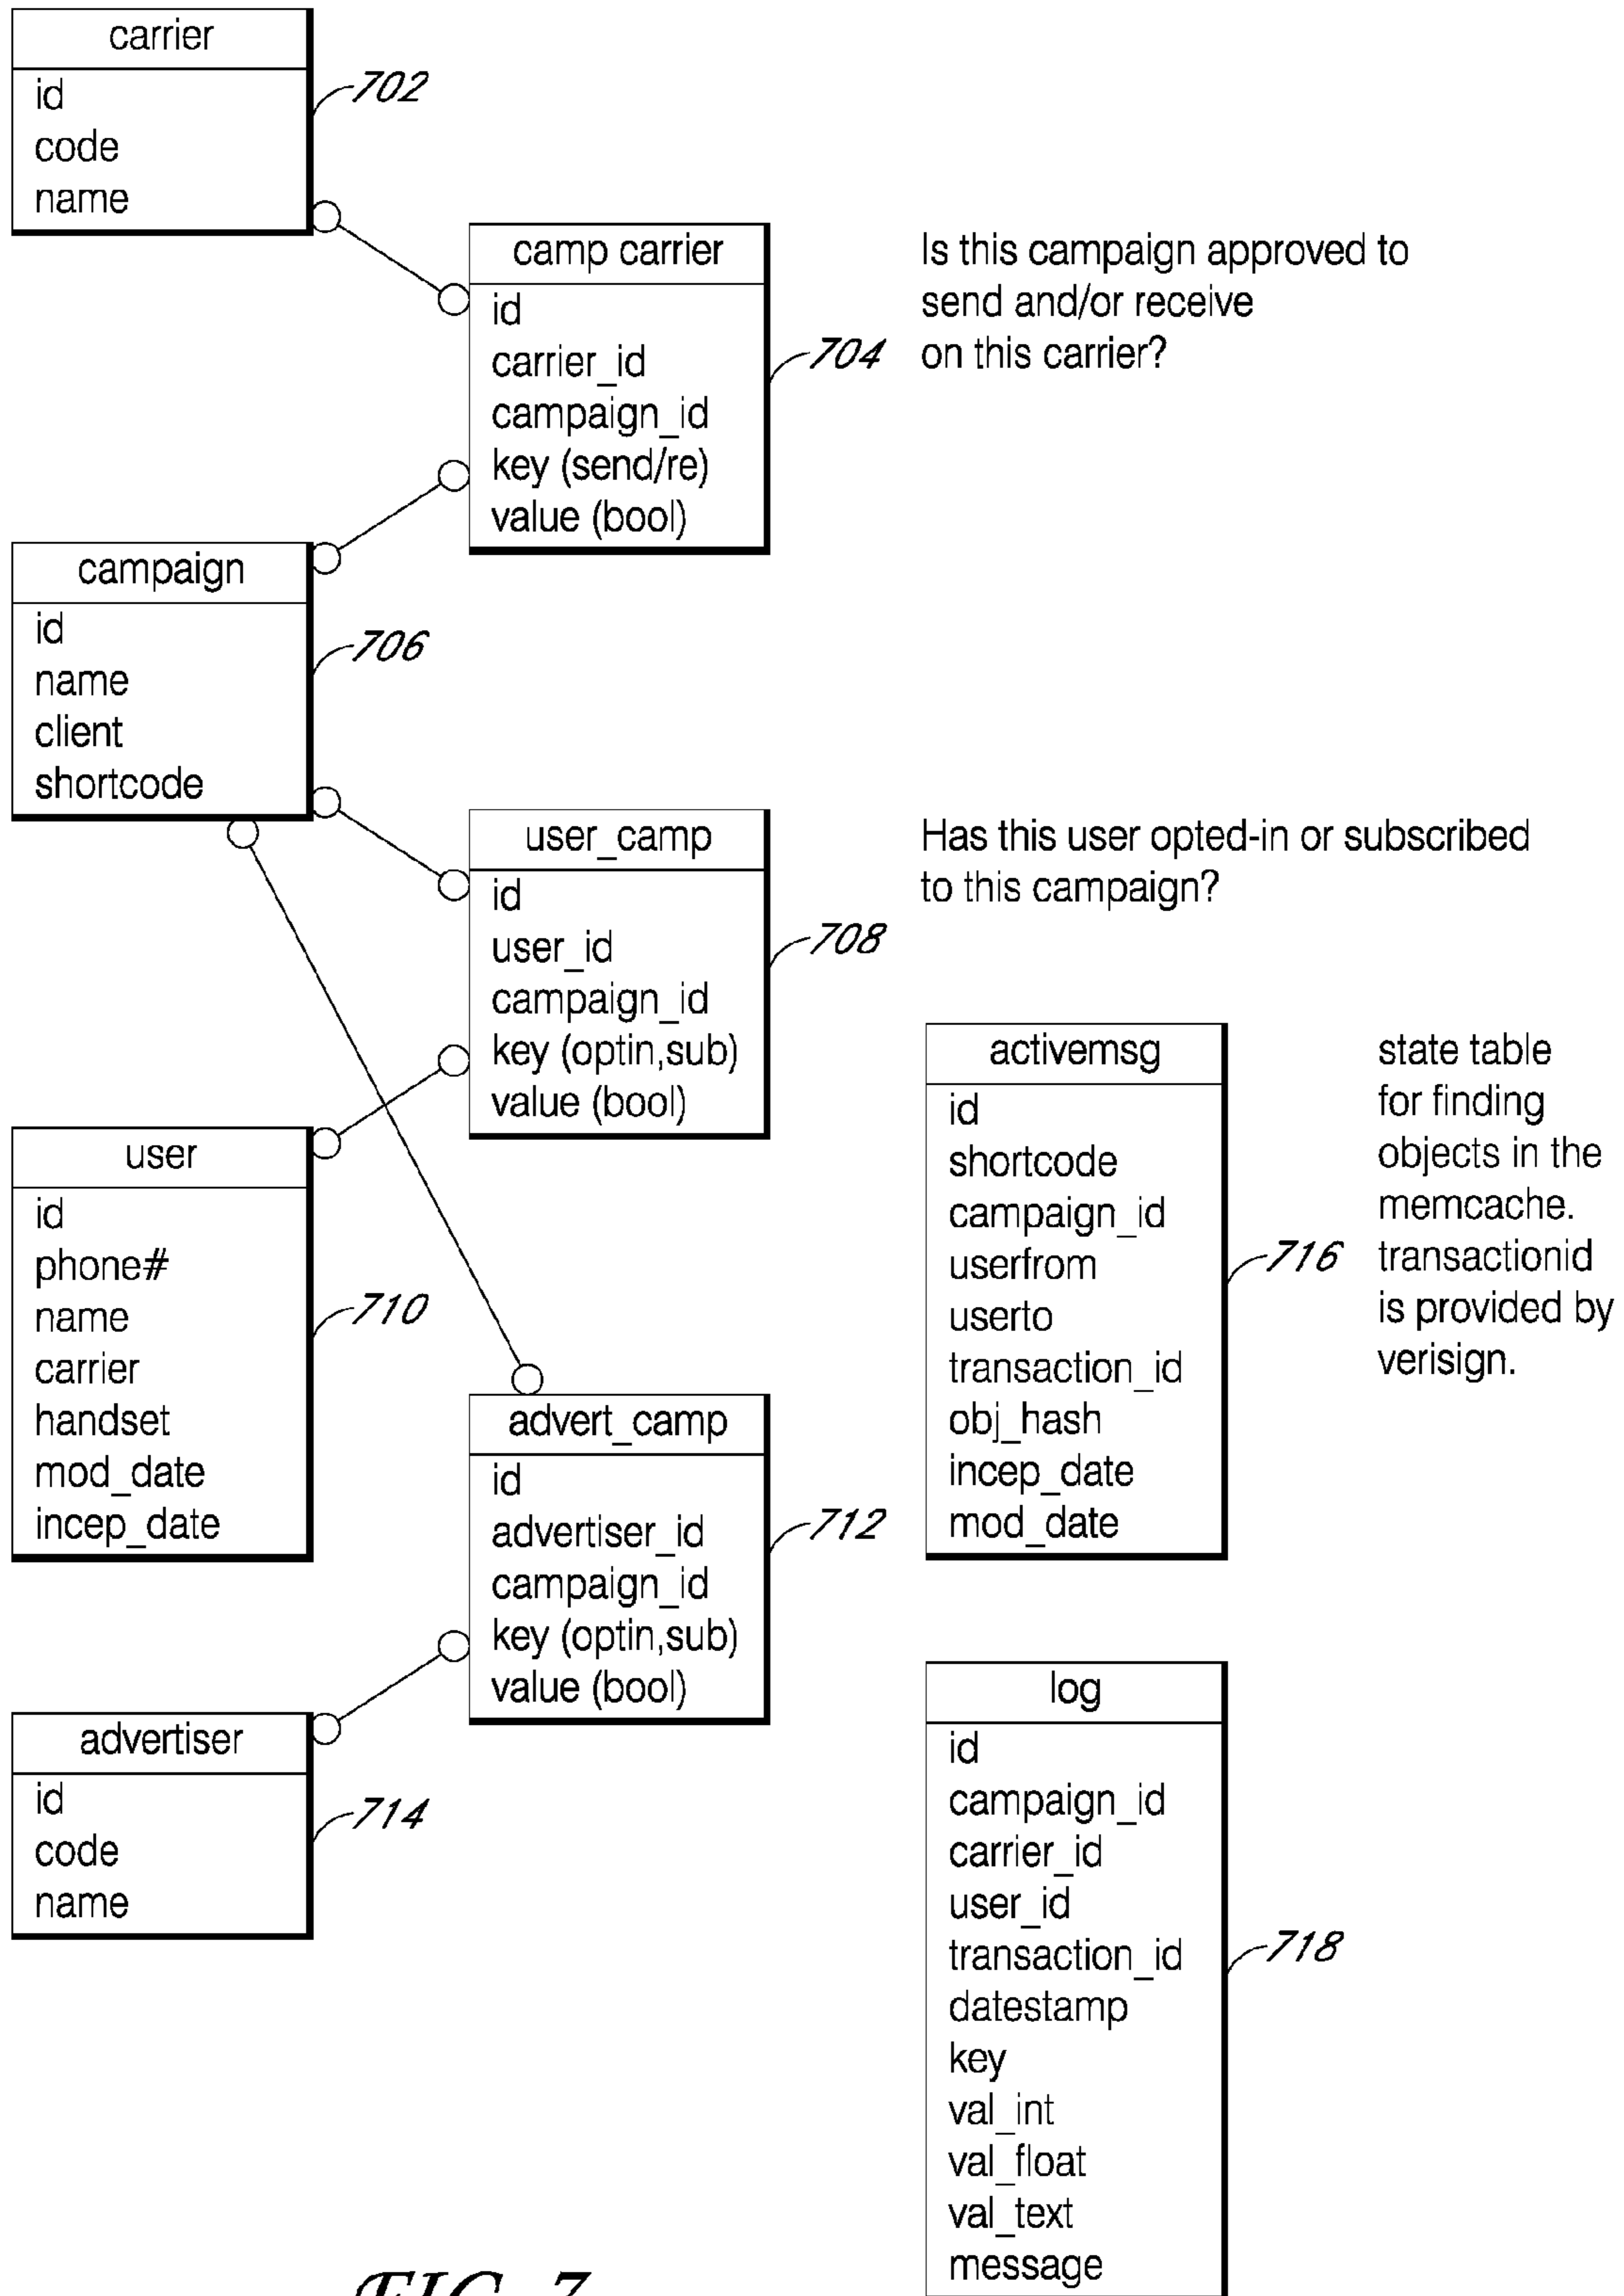 carrier
id
code
name
702
camp carrier
id
carrier_id
campaign_id
key (send/re)
value (bool)
704
Is this campaign approved to
send and/or receive
on this carrier?
campaign
id
name
client
shortcode
706
user_camp
id
user_id
campaign_id
key (optin,sub)
value (bool)
708
Has this user opted-in or subscribed
to this campaign?
user
id
phone#
name
carrier
handset
mod_date
incep_date
710
activemsg
id
shortcode
campaign_id
userfrom
userto
transaction_id
obj_hash
incep_date
mod_date
716
state table
for finding
objects in the
memcache.
transactionid
is provided by
verisign.
advert_camp
id
advertiser_id
campaign_id
key (optin,sub)
value (bool)
712
advertiser
id
code
name
714
log
id
campaign_id
carrier_id
user_id
transaction_id
datestamp
key
val_int
val_float
val_text
message
718
FIG. 7